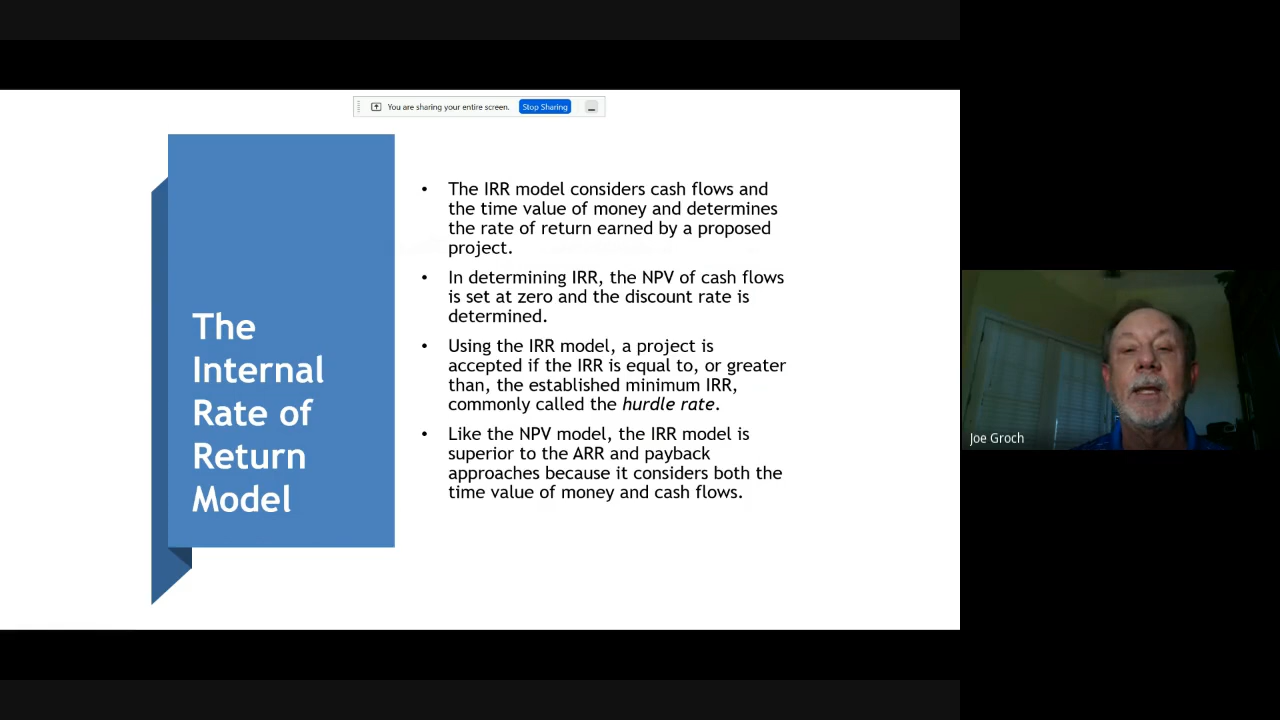 You are sharing your entire screen.
Stop Sharing
The
Internal
Rate of
Return
Model
• The IRR model considers cash flows and
the time value of money and determines
the rate of return earned by a proposed
project.
• In determining IRR, the NPV of cash flows
is set at zero and the discount rate is
determined.
• Using the IRR model, a project is
accepted if the IRR is equal to, or greater
than, the established minimum IRR,
commonly called the hurdle rate.
• Like the NPV model, the IRR model is
superior to the ARR and payback
approaches because it considers both the
time value of money and cash flows.
Joe Groch